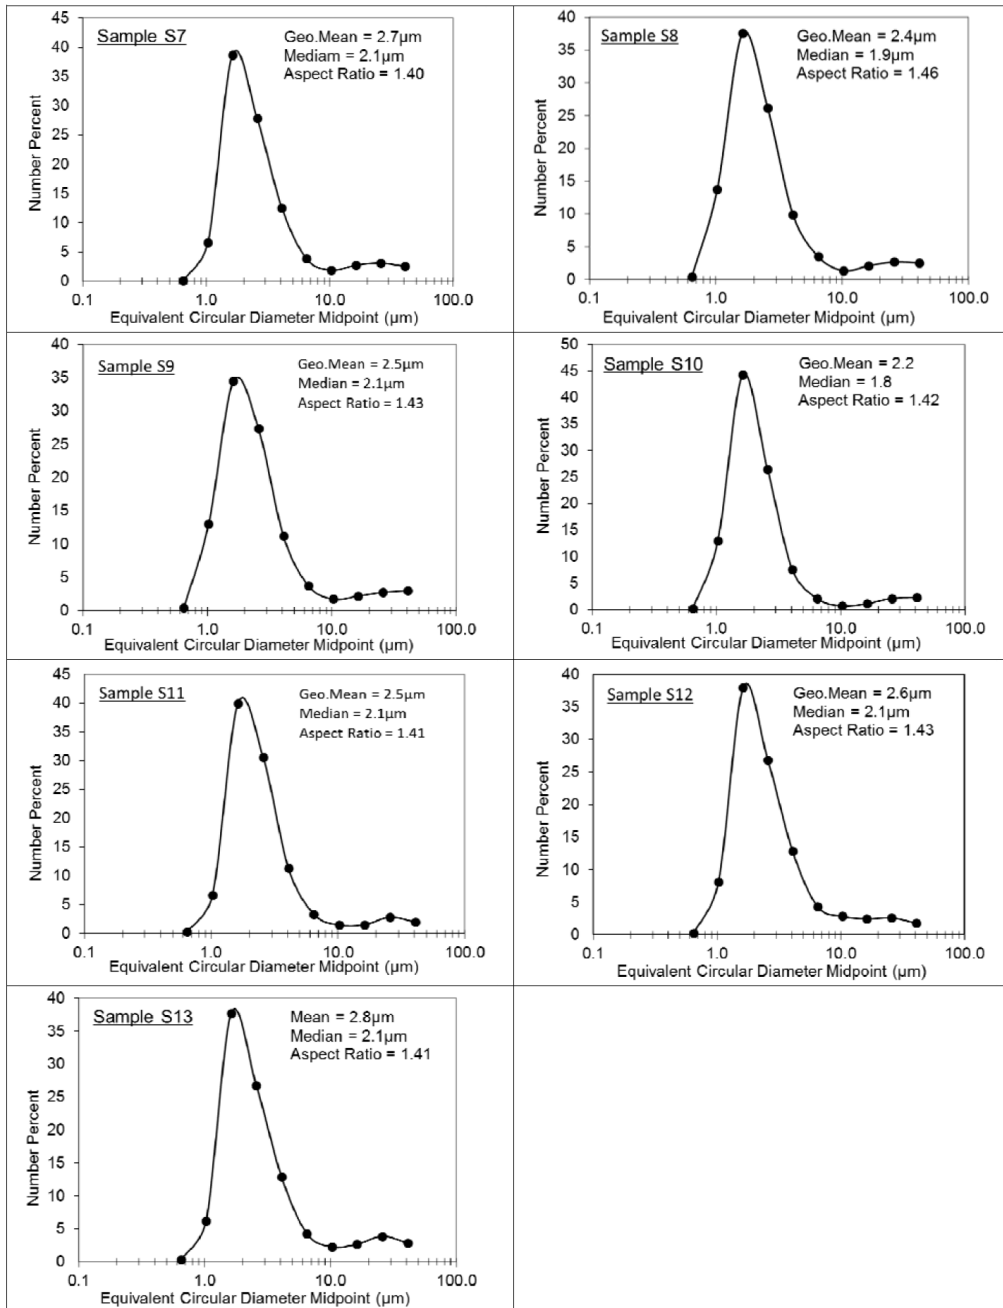 Sample S7
Geo.Mean = 2.7µm
Mediam = 2.1µm
Aspect Ratio = 1.40
Number Percent
45
40
35
30
25
20
15
10
5
0
0.1 1.0 10.0 100.0
Equivalent Circular Diameter Midpoint (µm)
Sample S8
Geo.Mean = 2.4µm
Median = 1.9µm
Aspect Ratio = 1.46
Number Percent
40
35
30
25
20
15
10
5
0
0.1 1.0 10.0 100.0
Equivalent Circular Diameter Midpoint (µm)
Sample S9
Geo.Mean = 2.5µm
Median = 2.1µm
Aspect Ratio = 1.43
Number Percent
40
35
30
25
20
15
10
5
0
0.1 1.0 10.0 100.0
Equivalent Circular Diameter Midpoint (µm)
Sample S10
Geo.Mean = 2.2
Median = 1.8
Aspect Ratio = 1.42
Number Percent
50
45
40
35
30
25
20
15
10
5
0
0.1 1.0 10.0 100.0
Equivalent Circular Diameter Midpoint (µm)
Sample S11
Geo.Mean = 2.5µm
Median = 2.1µm
Aspect Ratio = 1.41
Number Percent
45
40
35
30
25
20
15
10
5
0
0.1 1.0 10.0 100.0
Equivalent Circular Diameter Midpoint (µm)
Sample S12
Geo.Mean = 2.6µm
Median = 2.1µm
Aspect Ratio = 1.43
Number Percent
40
35
30
25
20
15
10
5
0
0.1 1.0 10.0 100.0
Equivalent Circular Diameter Midpoint (µm)
Sample S13
Mean = 2.8µm
Median = 2.1µm
Aspect Ratio = 1.41
Number Percent
40
35
30
25
20
15
10
5
0
0.1 1.0 10.0 100.0
Equivalent Circular Diameter Midpoint (µm)